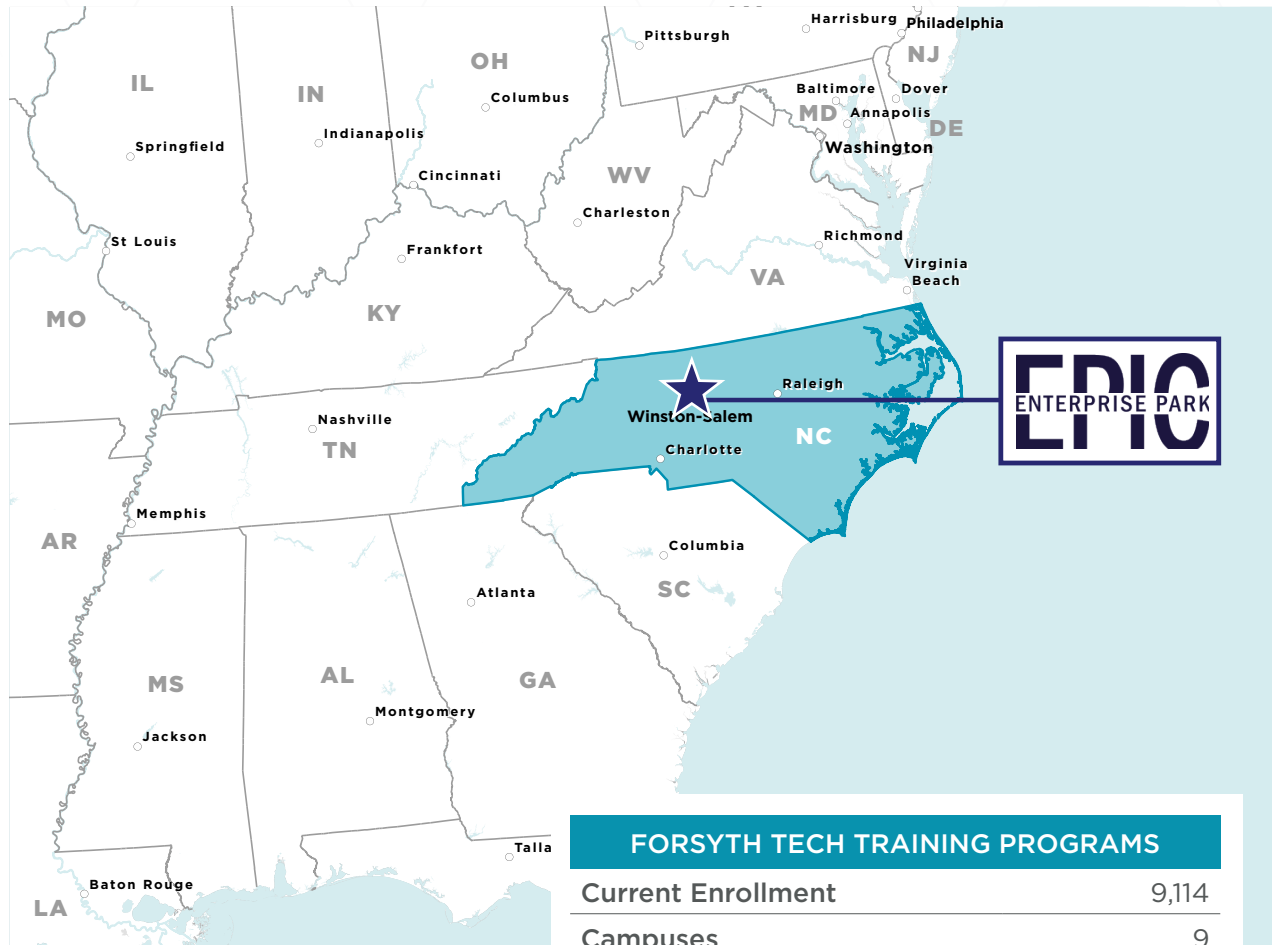 Harrisburg
Philadelphia
Pittsburgh
NJ
OH
IL
IN
Columbus
Baltimore
Dover
MD
Annapolis
DE
Indianapolis
Springfield
Washington
Cincinnati
WV
Charleston
St Louis
Frankfort
Richmond
Virginia
Beach
VA
MO
KY
EPIC
ENTERPRISE PARK
Raleigh
Winston-Salem
Nashville
NC
TN
Charlotte
Memphis
AR
Columbia
SC
Atlanta
MS
AL
GA
Montgomery
Jackson
Talla
Baton Rouge
LA
FORSYTH TECH TRAINING PROGRAMS
Current Enrollment 9,114
Campuses 9